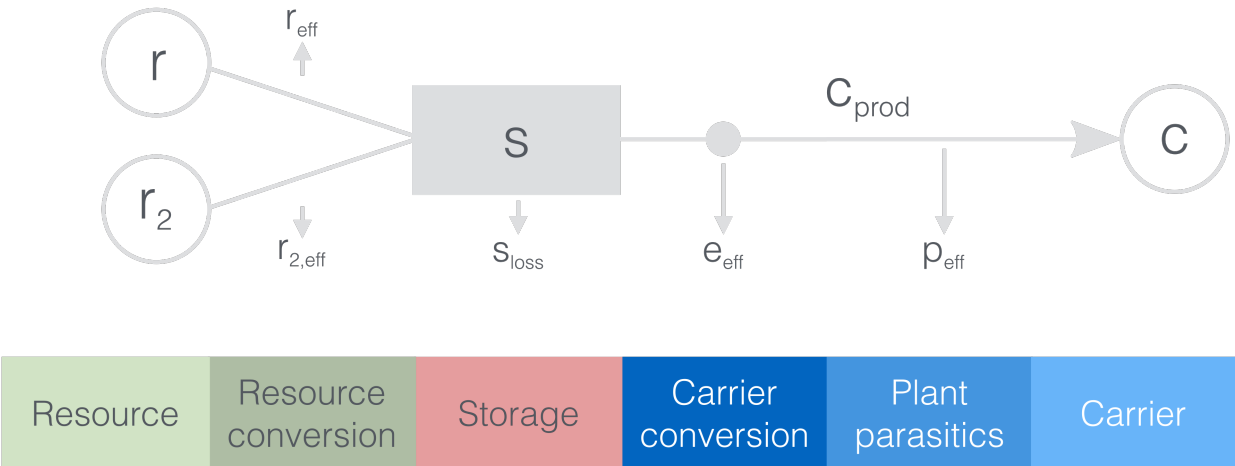 r_eff
r
C_prod
s
C
r_2
r_2,eff
s_loss
e_eff
p_eff
Resource
Resource
conversion
Storage
Carrier
conversion
Plant
parasitics
Carrier